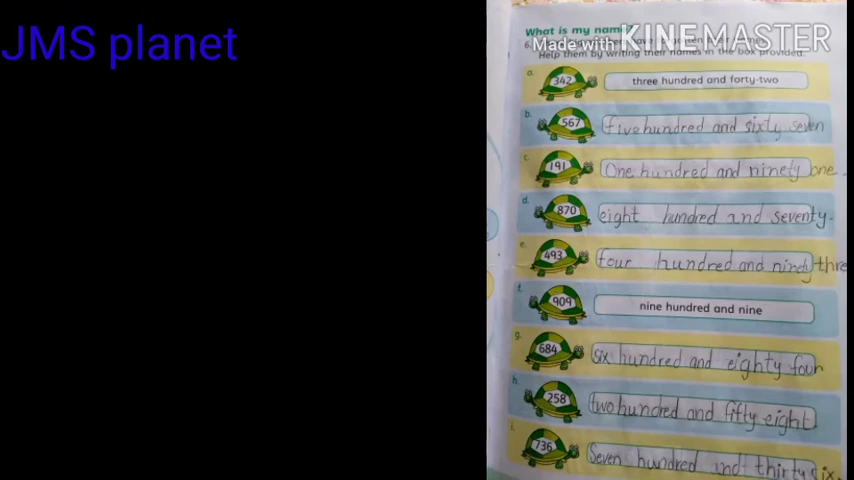 JMS planet
What is my name?
Made with KINEMASTER
6.
Help them by writing their names in the box provided.
a. 342 three hundred and forty-two
b. 567 five hundred and sixty seven
c. 191 One hundred and ninety one.
d. 870 eight hundred and seventy.
e. 493 four hundred and ninety three
f. 909 nine hundred and nine
g. 684 six hundred and eighty four
h. 258 two hundred and fifty eight.
i. 736 Seven hundred and thirty six.